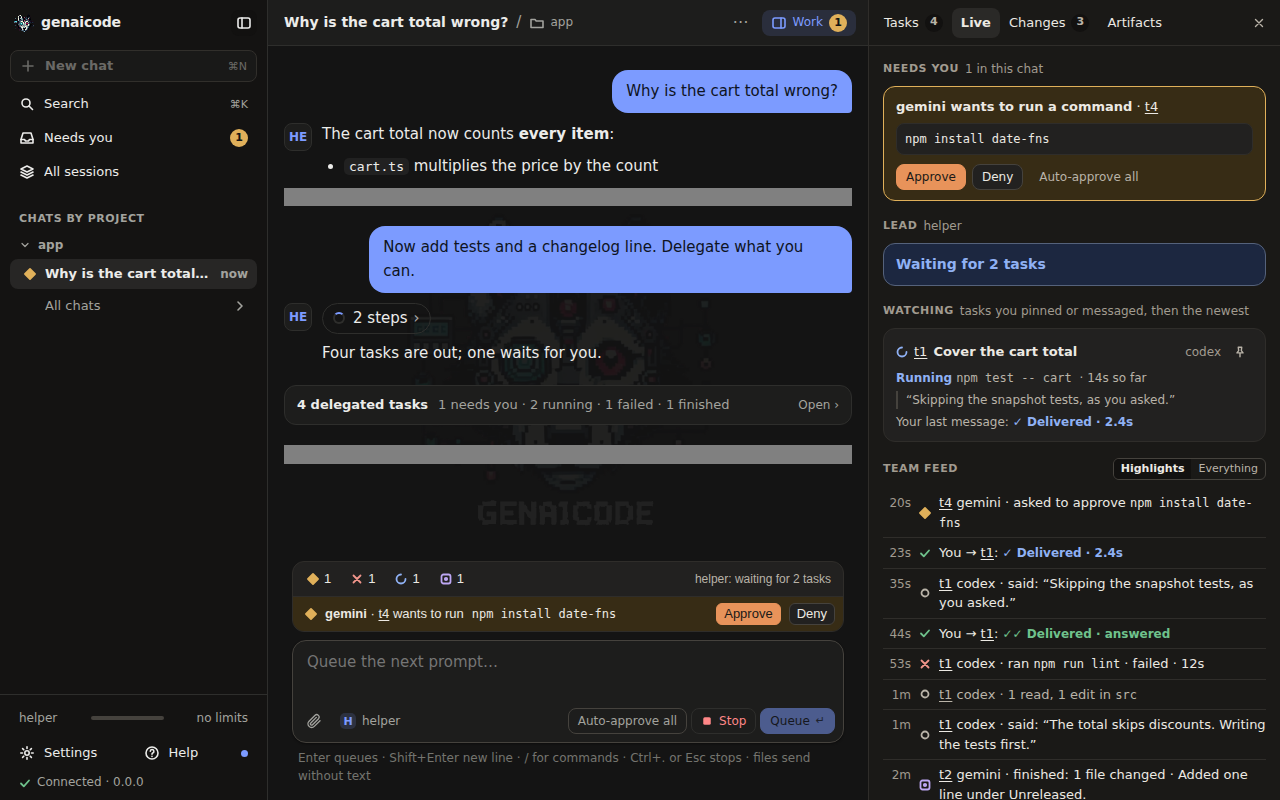 genaicode
New chat ⌘N
Search ⌘K
Needs you 1
All sessions
CHATS BY PROJECT
app
Why is the cart total… now
All chats
helper no limits
Settings Help
Connected · 0.0.0
Why is the cart total wrong? / app
Work 1
Why is the cart total wrong?
HE
The cart total now counts every item:
• cart.ts multiplies the price by the count
Now add tests and a changelog line. Delegate what you
can.
HE
2 steps ›
Four tasks are out; one waits for you.
4 delegated tasks 1 needs you · 2 running · 1 failed · 1 finished Open ›
GENAICODE
1 1 1 1 helper: waiting for 2 tasks
gemini · t4 wants to run npm install date-fns Approve Deny
Queue the next prompt…
H helper Auto-approve all Stop Queue ↵
Enter queues · Shift+Enter new line · / for commands · Ctrl+. or Esc stops · files send
without text
Tasks 4 Live Changes 3 Artifacts
NEEDS YOU 1 in this chat
gemini wants to run a command · t4
npm install date-fns
Approve Deny Auto-approve all
LEAD helper
Waiting for 2 tasks
WATCHING tasks you pinned or messaged, then the newest
t1 Cover the cart total codex
Running npm test -- cart · 14s so far
“Skipping the snapshot tests, as you asked.”
Your last message: ✓ Delivered · 2.4s
TEAM FEED Highlights Everything
20s t4 gemini · asked to approve npm install date-
fns
23s You → t1: ✓ Delivered · 2.4s
35s t1 codex · said: “Skipping the snapshot tests, as
you asked.”
44s You → t1: ✓✓ Delivered · answered
53s t1 codex · ran npm run lint · failed · 12s
1m t1 codex · 1 read, 1 edit in src
1m t1 codex · said: “The total skips discounts. Writing
the tests first.”
2m t2 gemini · finished: 1 file changed · Added one
line under Unreleased.